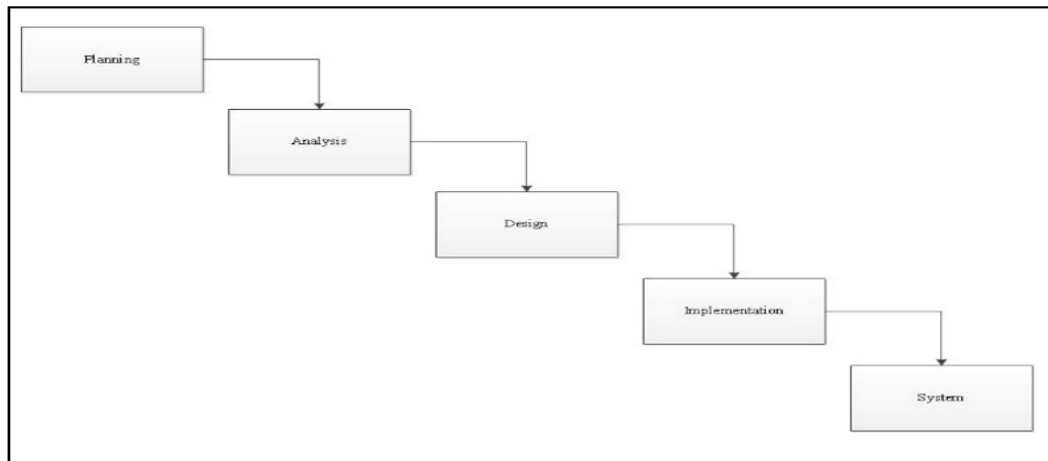 Planning
Analysis
Design
Implementation
System